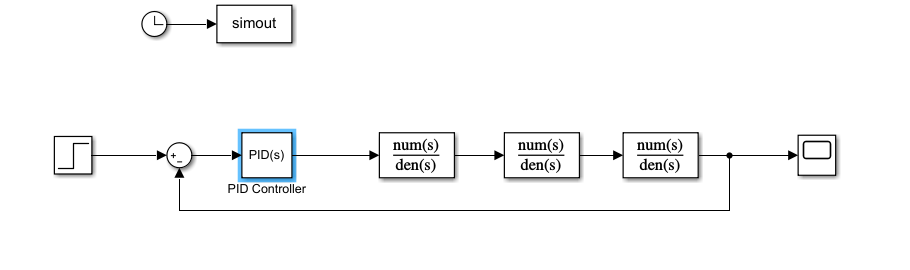 simout
+
-
PID(s)
PID Controller
num(s)
den(s)
num(s)
den(s)
num(s)
den(s)